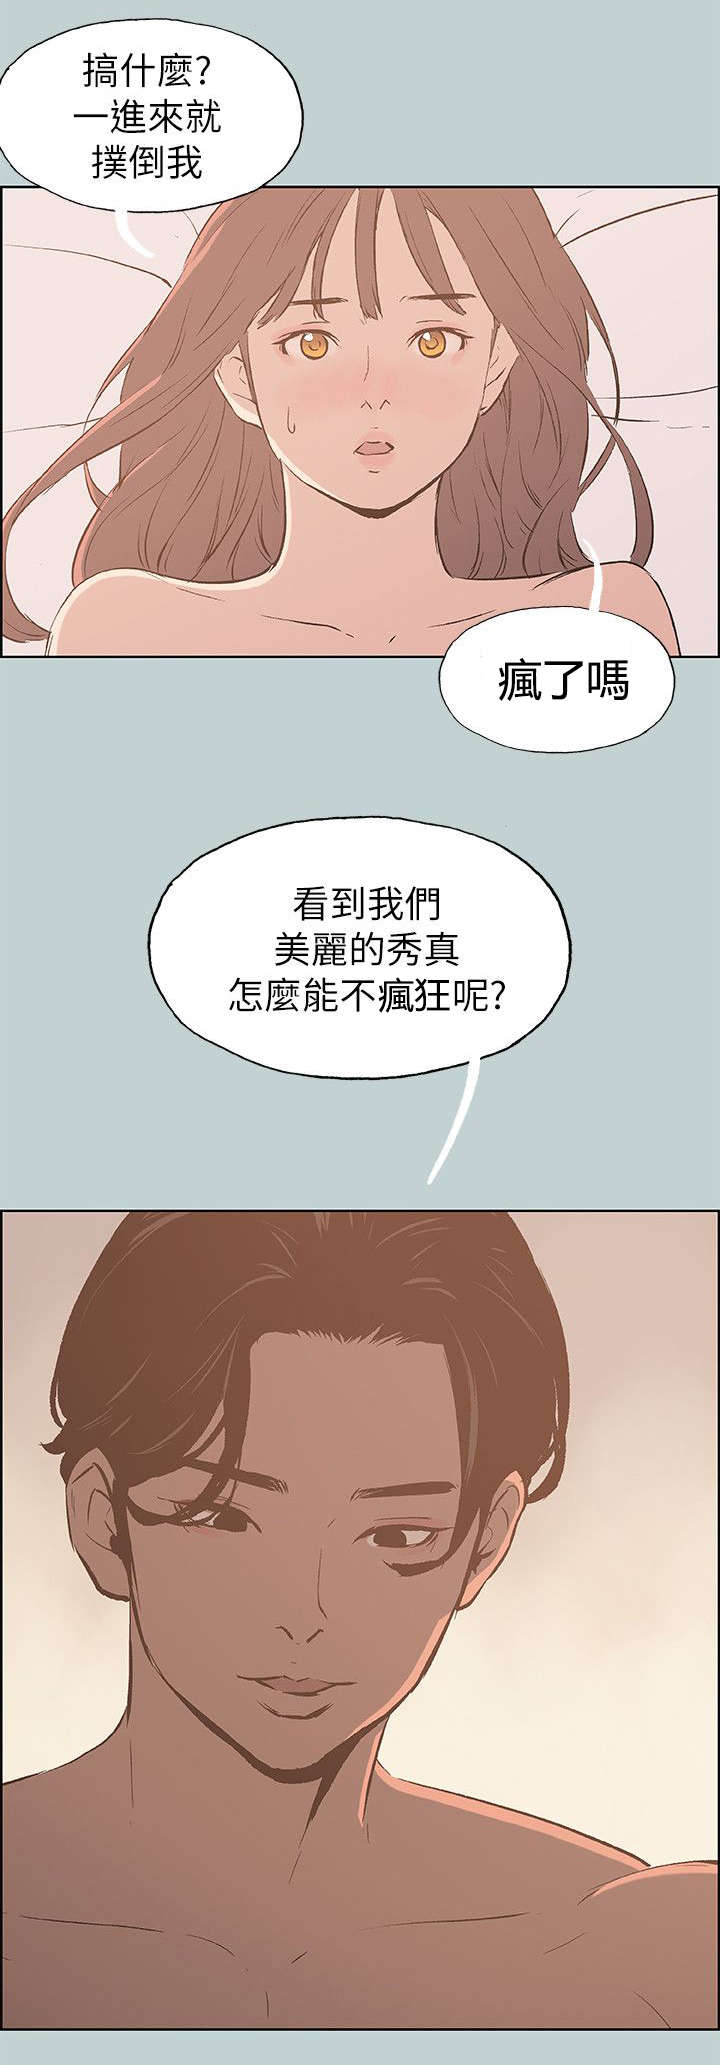 搞什麼?
一進來就
撲倒我
瘋了嗎
看到我們
美麗的秀真
怎麼能不瘋狂呢?